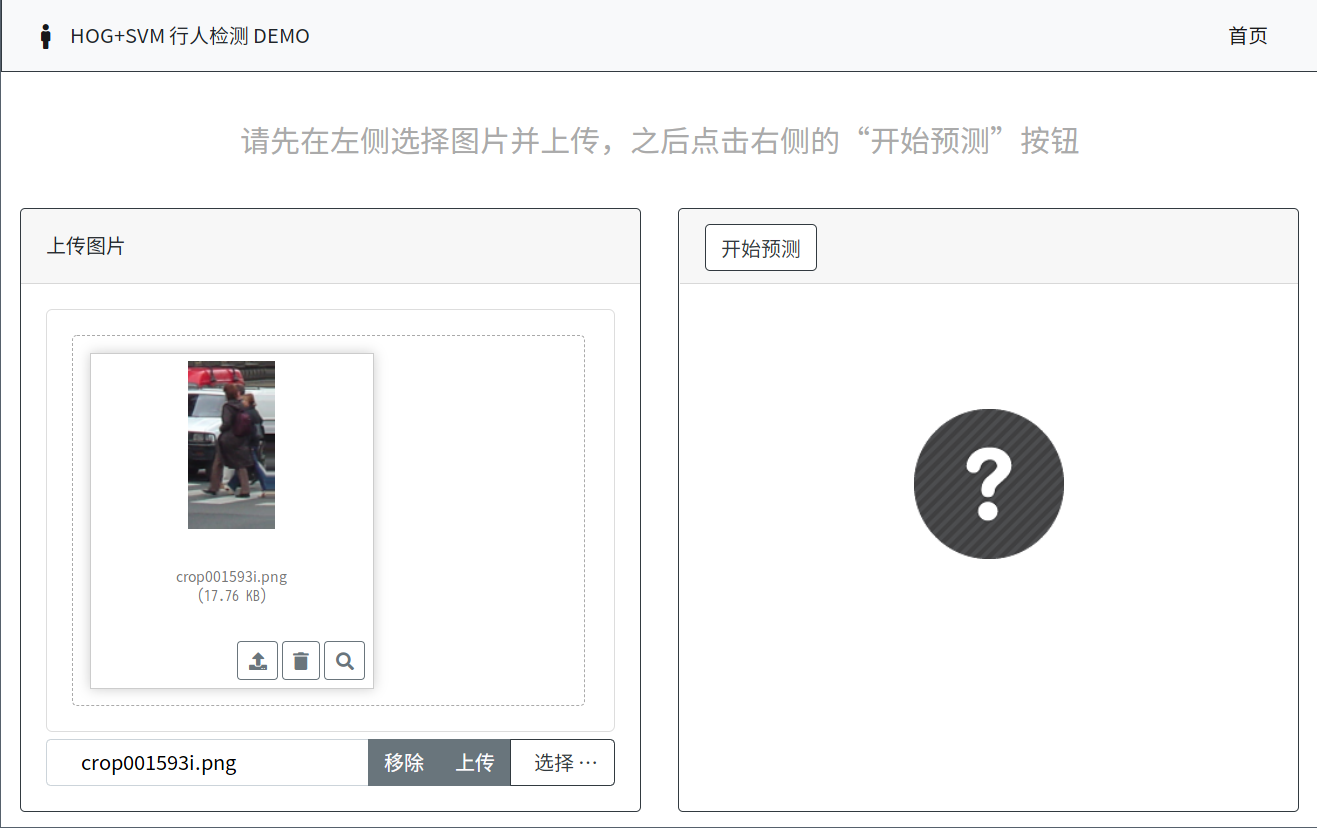 HOG+SVM 行人检测 DEMO
首页
请先在左侧选择图片并上传，之后点击右侧的“开始预测”按钮
上传图片
开始预测
crop001593i.png
(17.76 KB)
crop001593i.png
移除
上传
选择 …